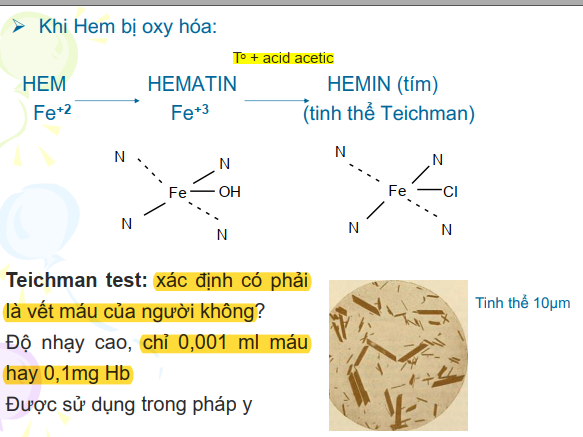 Khi Hem bị oxy hóa:
Tº + acid acetic
HEM HEMATIN HEMIN (tím)
Fe+2 Fe+3 (tinh thể Teichman)
N N N N
Fe OH Fe Cl
N N N N
Teichman test: xác định có phải
là vết máu của người không?
Tinh thể 10µm
Độ nhạy cao, chỉ 0,001 ml máu
hay 0,1mg Hb
Được sử dụng trong pháp y